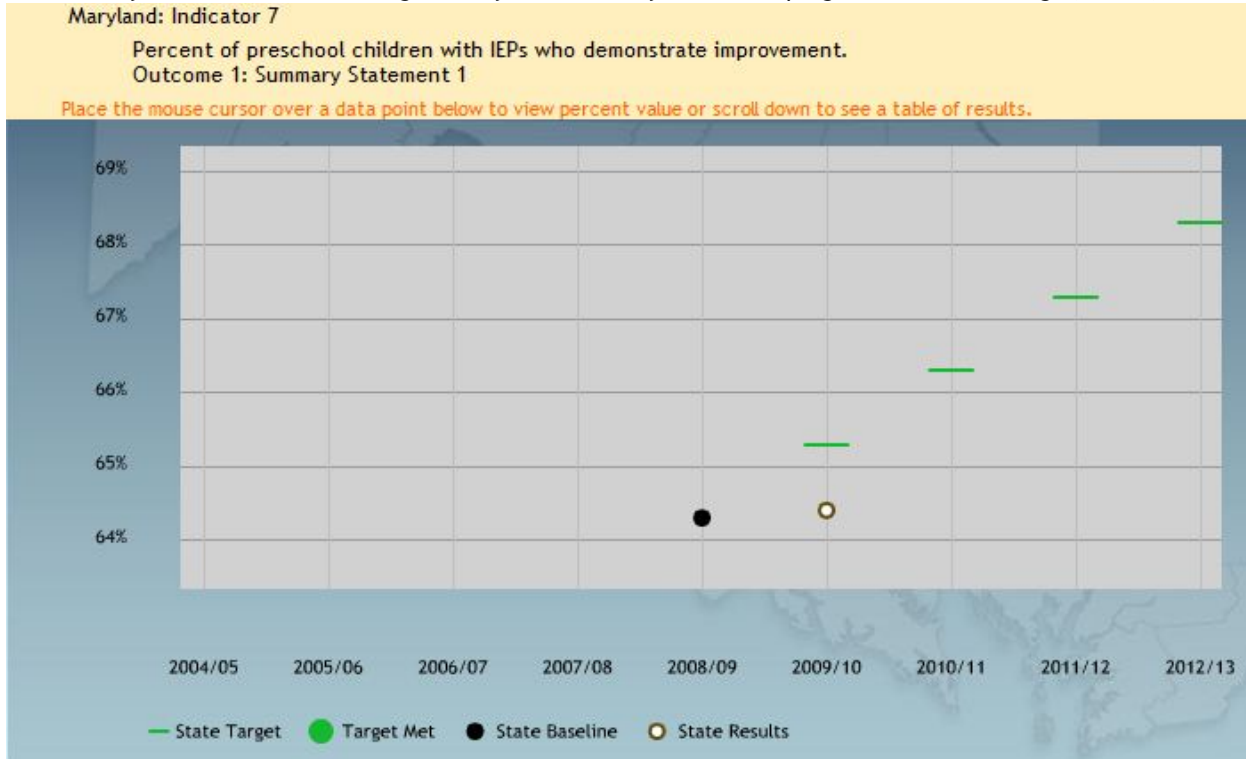 Maryland: Indicator 7
Percent of preschool children with IEPs who demonstrate improvement.
Outcome 1: Summary Statement 1
Place the mouse cursor over a data point below to view percent value or scroll down to see a table of results.
69%
68%
67%
66%
65%
64%
2004/05 2005/06 2006/07 2007/08 2008/09 2009/10 2010/11 2011/12 2012/13
State Target Target Met State Baseline State Results